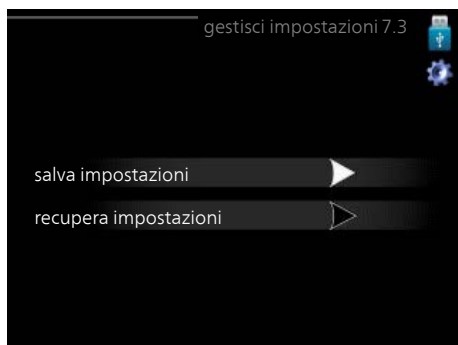 gestisci impostazioni 7.3
salva impostazioni
recupera impostazioni